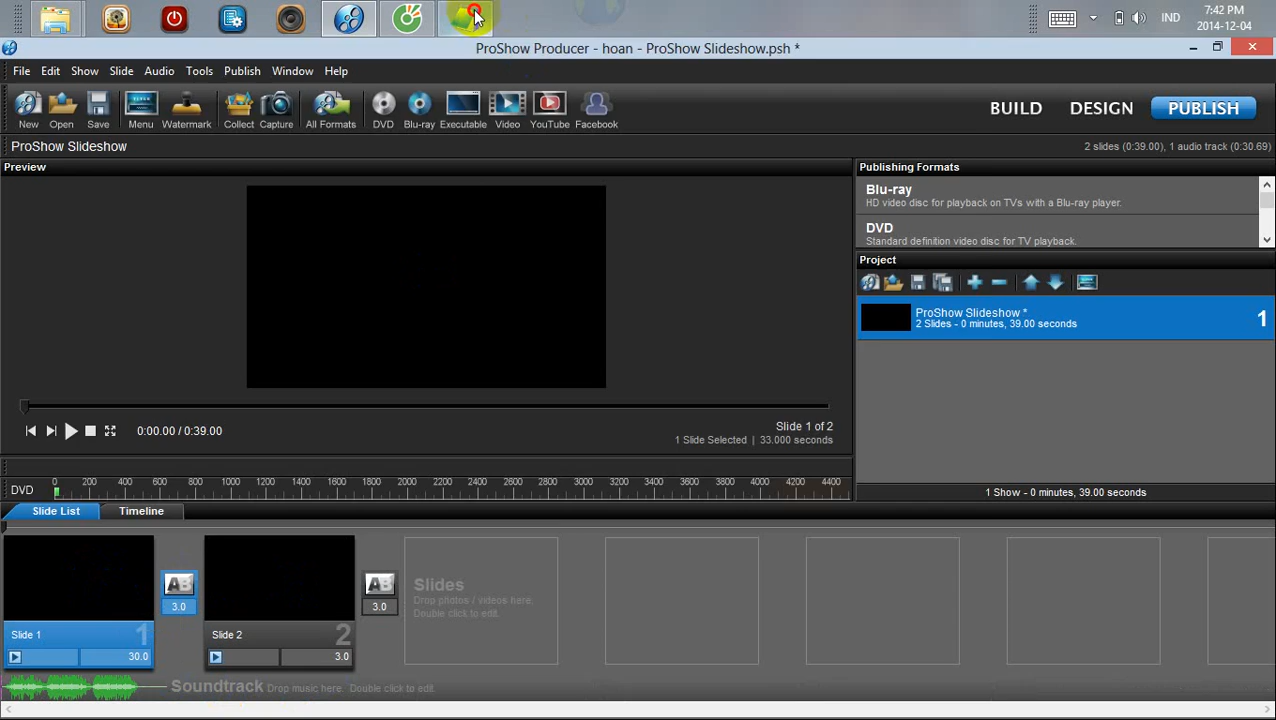 7:42 PM
IND
2014-12-04
ProShow Producer - hoan - ProShow Slideshow.psh *
File Edit Show Slide Audio Tools Publish Window Help
New Open Save Menu Watermark Collect Capture All Formats DVD Blu-ray Executable Video YouTube Facebook
BUILD DESIGN PUBLISH
ProShow Slideshow
2 slides (0:39.00), 1 audio track (0:30.69)
Preview
Publishing Formats
Blu-ray
HD video disc for playback on TVs with a Blu-ray player.
DVD
Standard definition video disc for TV playback.
Project
ProShow Slideshow *
2 Slides - 0 minutes, 39.00 seconds
1
0:00.00 / 0:39.00
Slide 1 of 2
1 Slide Selected | 33.000 seconds
DVD 0 200 400 600 800 1000 1200 1400 1600 1800 2000 2200 2400 2600 2800 3000 3200 3400 3600 3800 4000 4200 4400
1 Show - 0 minutes, 39.00 seconds
Slide List Timeline
AB
3.0
AB
3.0
Slides
Drop photos / videos here.
Double click to edit.
Slide 1 1
30.0
Slide 2 2
3.0
Soundtrack Drop music here. Double click to edit.